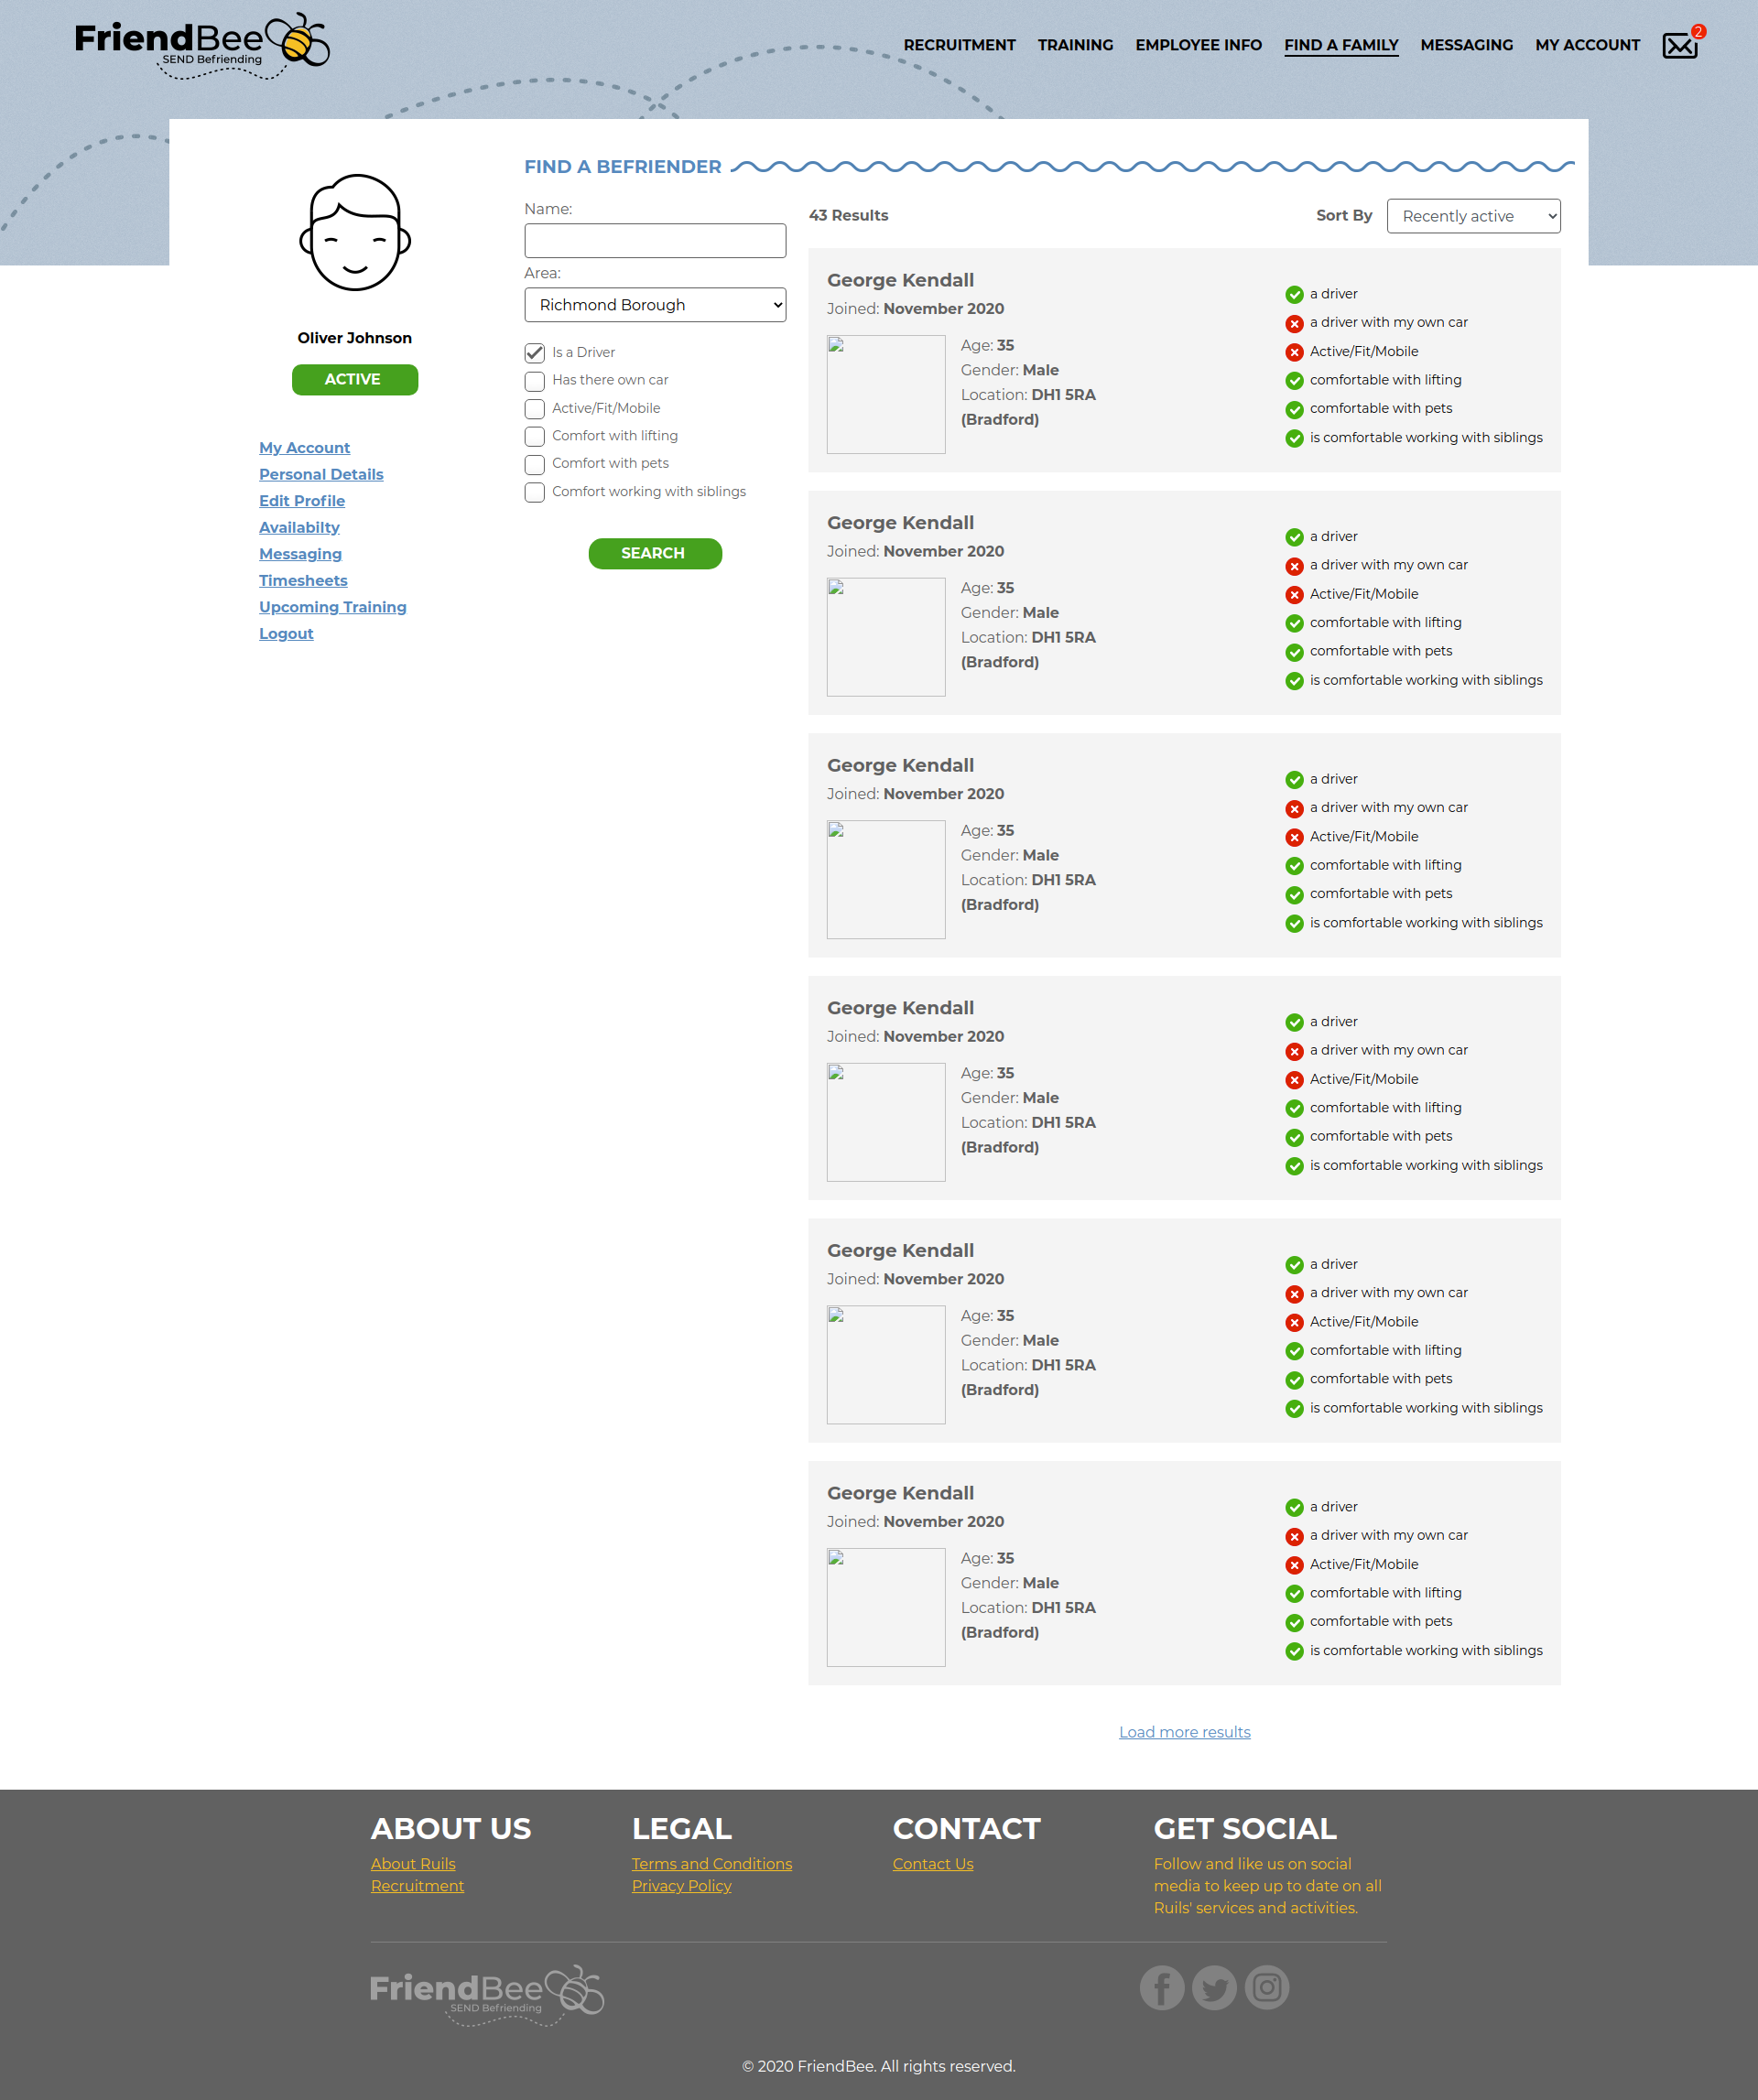 FriendBee
SEND Befriending
RECRUITMENT TRAINING EMPLOYEE INFO FIND A FAMILY MESSAGING MY ACCOUNT 2
Oliver Johnson
ACTIVE
My Account
Personal Details
Edit Profile
Availabilty
Messaging
Timesheets
Upcoming Training
Logout
FIND A BEFRIENDER
Name:
Area:
Richmond Borough
Is a Driver
Has there own car
Active/Fit/Mobile
Comfort with lifting
Comfort with pets
Comfort working with siblings
SEARCH
43 Results
Sort By Recently active
George Kendall
Joined: November 2020
Age: 35
Gender: Male
Location: DH1 5RA
(Bradford)
a driver
a driver with my own car
Active/Fit/Mobile
comfortable with lifting
comfortable with pets
is comfortable working with siblings
George Kendall
Joined: November 2020
Age: 35
Gender: Male
Location: DH1 5RA
(Bradford)
a driver
a driver with my own car
Active/Fit/Mobile
comfortable with lifting
comfortable with pets
is comfortable working with siblings
George Kendall
Joined: November 2020
Age: 35
Gender: Male
Location: DH1 5RA
(Bradford)
a driver
a driver with my own car
Active/Fit/Mobile
comfortable with lifting
comfortable with pets
is comfortable working with siblings
George Kendall
Joined: November 2020
Age: 35
Gender: Male
Location: DH1 5RA
(Bradford)
a driver
a driver with my own car
Active/Fit/Mobile
comfortable with lifting
comfortable with pets
is comfortable working with siblings
George Kendall
Joined: November 2020
Age: 35
Gender: Male
Location: DH1 5RA
(Bradford)
a driver
a driver with my own car
Active/Fit/Mobile
comfortable with lifting
comfortable with pets
is comfortable working with siblings
George Kendall
Joined: November 2020
Age: 35
Gender: Male
Location: DH1 5RA
(Bradford)
a driver
a driver with my own car
Active/Fit/Mobile
comfortable with lifting
comfortable with pets
is comfortable working with siblings
Load more results
ABOUT US
About Ruils
Recruitment
LEGAL
Terms and Conditions
Privacy Policy
CONTACT
Contact Us
GET SOCIAL
Follow and like us on social
media to keep up to date on all
Ruils' services and activities.
FriendBee
SEND Befriending
© 2020 FriendBee. All rights reserved.